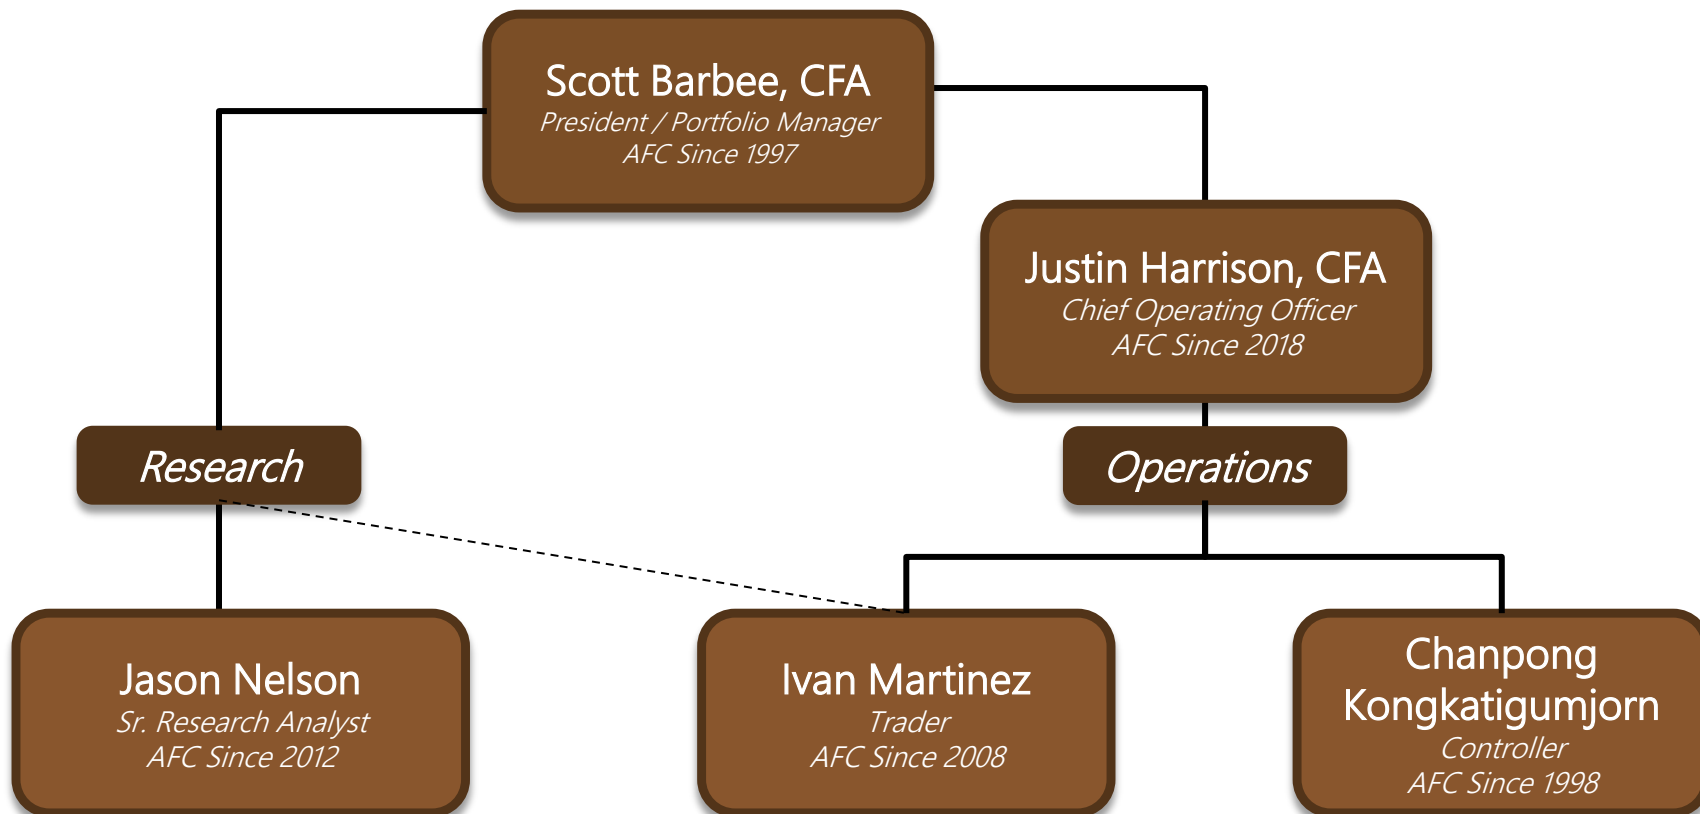 Scott Barbee, CFA
President / Portfolio Manager
AFC Since 1997
Justin Harrison, CFA
Chief Operating Officer
AFC Since 2018
Research
Operations
Jason Nelson
Sr. Research Analyst
AFC Since 2012
Ivan Martinez
Trader
AFC Since 2008
Chanpong
Kongkatigumjorn
Controller
AFC Since 1998